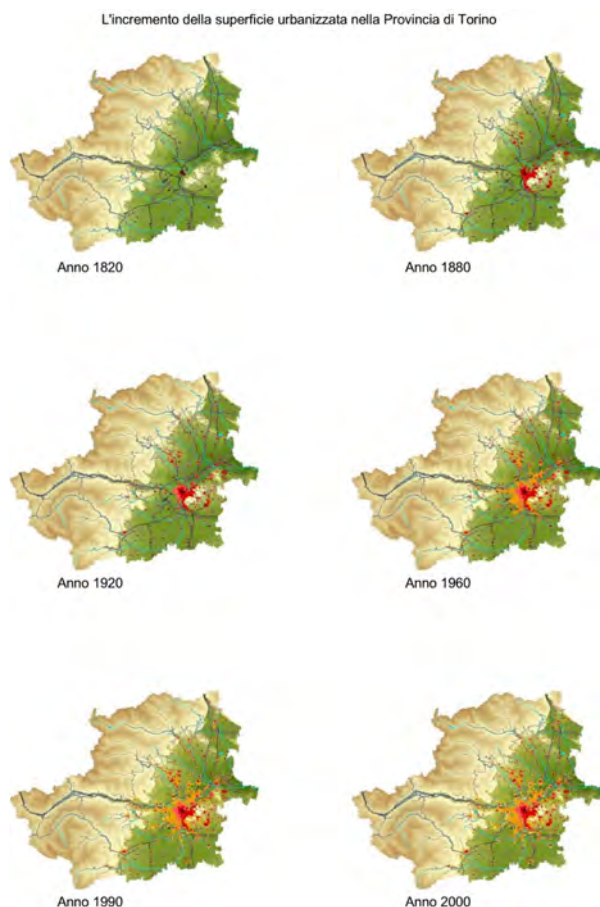 L'incremento della superficie urbanizzata nella Provincia di Torino
Anno 1820
Anno 1880
Anno 1920
Anno 1960
Anno 1990
Anno 2000